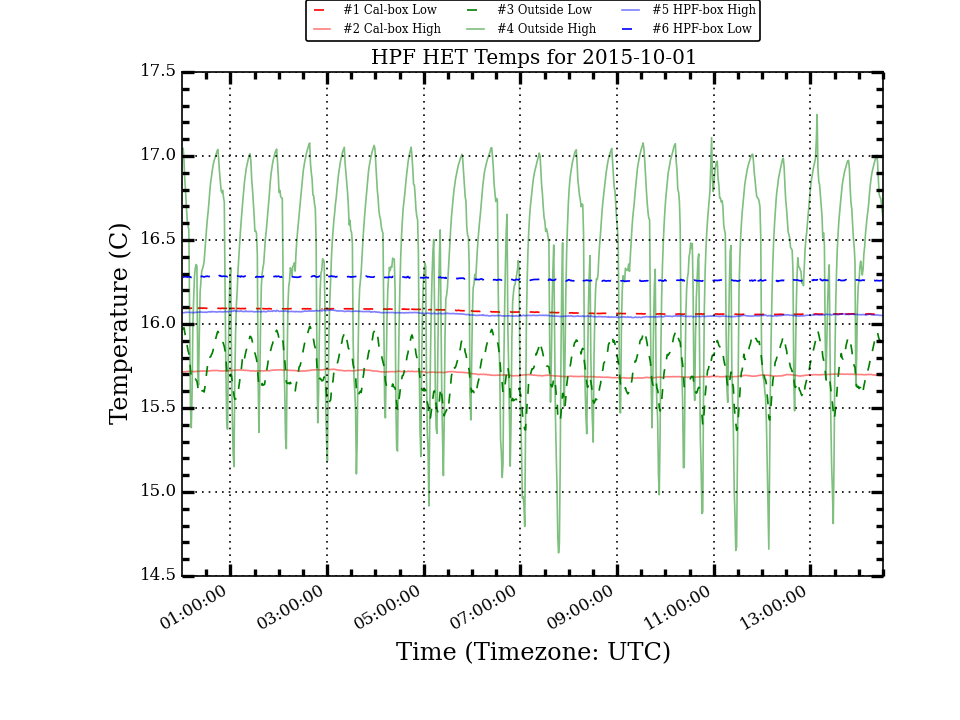 #1 Cal-box Low #3 Outside Low #5 HPF-box High
#2 Cal-box High #4 Outside High #6 HPF-box Low
HPF HET Temps for 2015-10-01
17.5
17.0
16.5
16.0
15.5
15.0
14.5
Temperature (C)
01:00:00 03:00:00 05:00:00 07:00:00 09:00:00 11:00:00 13:00:00
Time (Timezone: UTC)